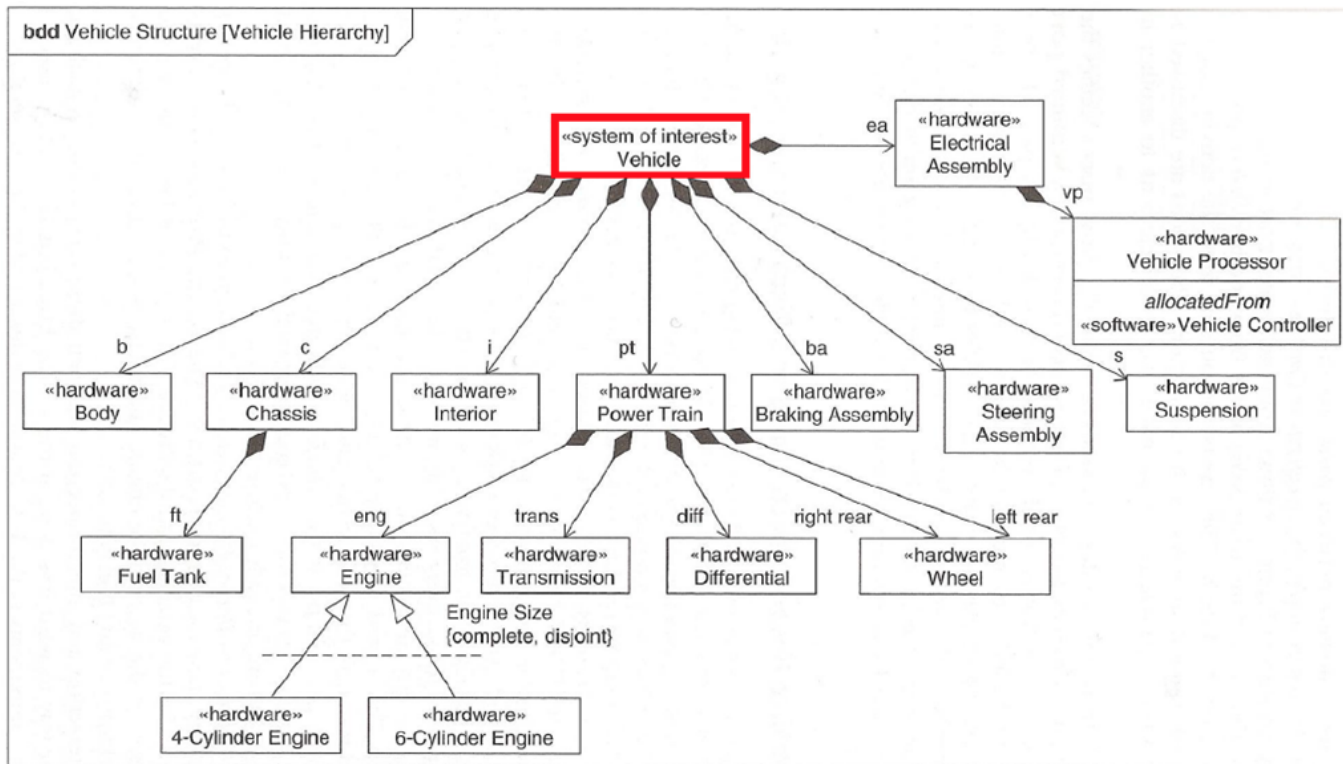 bdd Vehicle Structure [Vehicle Hierarchy]
«system of interest»
Vehicle
ea
«hardware»
Electrical
Assembly
vp
«hardware»
Vehicle Processor
allocatedFrom
«software»Vehicle Controller
b
c
i
pt
ba
sa
s
«hardware»
Body
«hardware»
Chassis
«hardware»
Interior
«hardware»
Power Train
«hardware»
Braking Assembly
«hardware»
Steering
Assembly
«hardware»
Suspension
ft
eng
trans
diff
right rear
left rear
«hardware»
Fuel Tank
«hardware»
Engine
«hardware»
Transmission
«hardware»
Differential
«hardware»
Wheel
Engine Size
{complete, disjoint}
«hardware»
4-Cylinder Engine
«hardware»
6-Cylinder Engine